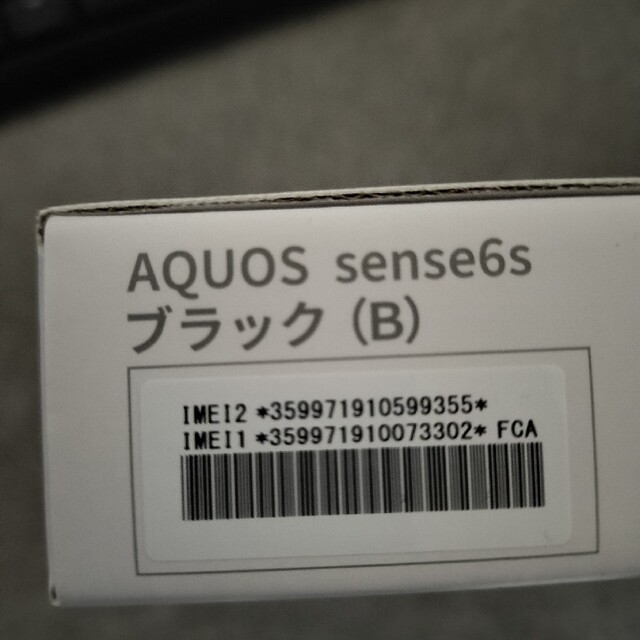 AQUOS sense6s
ブラック (B)
IMEI2 *359971910599355*
IMEI1 *359971910073302* FCA